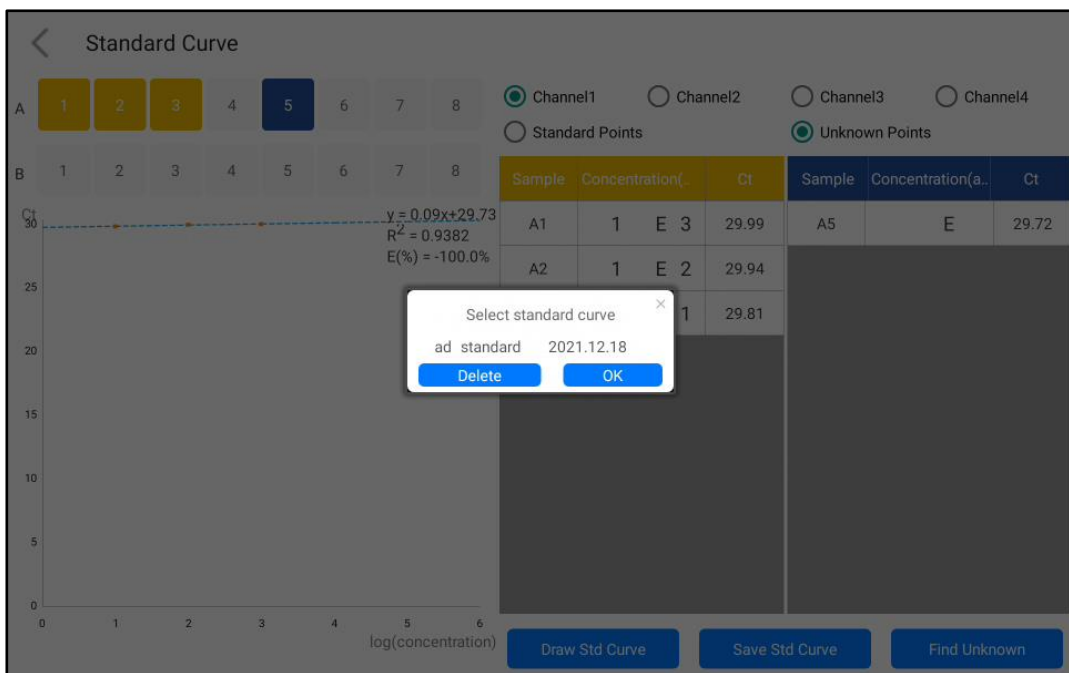 Standard Curve
A 1 2 3 4 5 6 7 8
B 1 2 3 4 5 6 7 8
Channel1 Channel2 Channel3 Channel4
Standard Points Unknown Points
Sample Concentration(.. Ct
A1 1 E 3 29.99
A2 1 E 2 29.94
1 29.81
Sample Concentration(a.. Ct
A5 E 29.72
Ct
y = 0.09x+29.73
R2 = 0.9382
E(%) = -100.0%
30
25
20
15
10
5
0
0 1 2 3 4 5 6
log(concentration)
Select standard curve ×
ad standard 2021.12.18
Delete OK
Draw Std Curve Save Std Curve Find Unknown